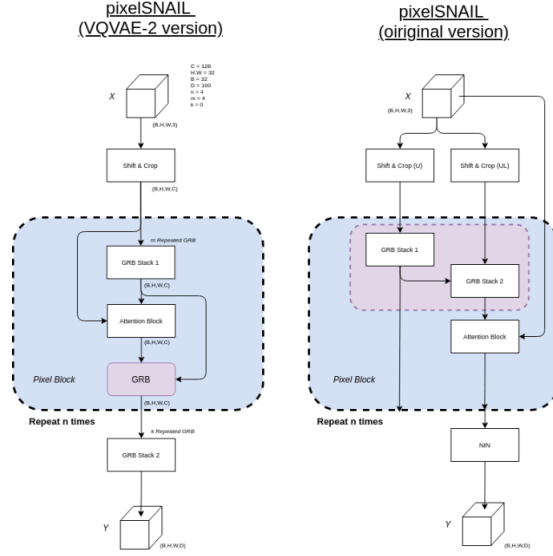 pixelSNAIL
(VQVAE-2 version)
X
C = 128
H,W = 32
B = 32
D = 100
n = 4
m = 4
k = 0
(B,H,W,3)
Shift & Crop
(B,H,W,C)
m Repeated GRB
GRB Stack 1
(B,H,W,C)
Attention Block
(B,H,W,C)
GRB
Pixel Block
(B,H,W,C)
Repeat n times
k Repeated GRB
GRB Stack 2
Y
(B,H,W,D)
pixelSNAIL
(oiriginal version)
X
(B,H,W,3)
Shift & Crop (U)
Shift & Crop (UL)
GRB Stack 1
GRB Stack 2
Attention Block
Pixel Block
Repeat n times
NIN
Y
(B,H,W,D)